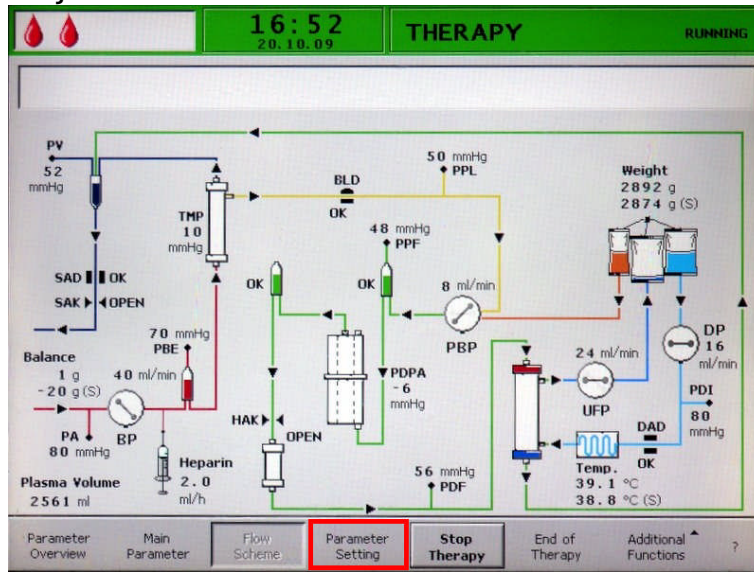 16:52
20.10.09
THERAPY
RUNNING
PV
52
mmHg
50 mmHg
PPL
BLD
OK
Weight
2892 g
2874 g (S)
TMP
10
mmHg
48 mmHg
PPF
SAD
OK
OK
OK
8 ml/min
PBP
SAK
OPEN
70 mmHg
PBE
DP
16
ml/min
Balance
1 g
-20 g (S)
40 ml/min
24 ml/min
UFP
PDPA
-6
mmHg
PDI
80
mmHg
PA
80 mmHg
BP
HAK
OPEN
DAD
OK
Heparin
2.0
ml/h
56 mmHg
PDF
Temp.
39.1 °C
38.8 °C (S)
Plasma Volume
2561 ml
Parameter
Overview
Main
Parameter
Flow
Scheme
Parameter
Setting
Stop
Therapy
End of
Therapy
Additional
Functions
?